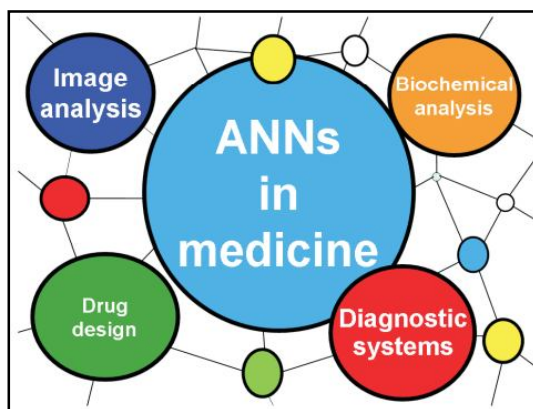 Image
analysis
Biochemical
analysis
ANNs
in
medicine
Drug
design
Diagnostic
systems